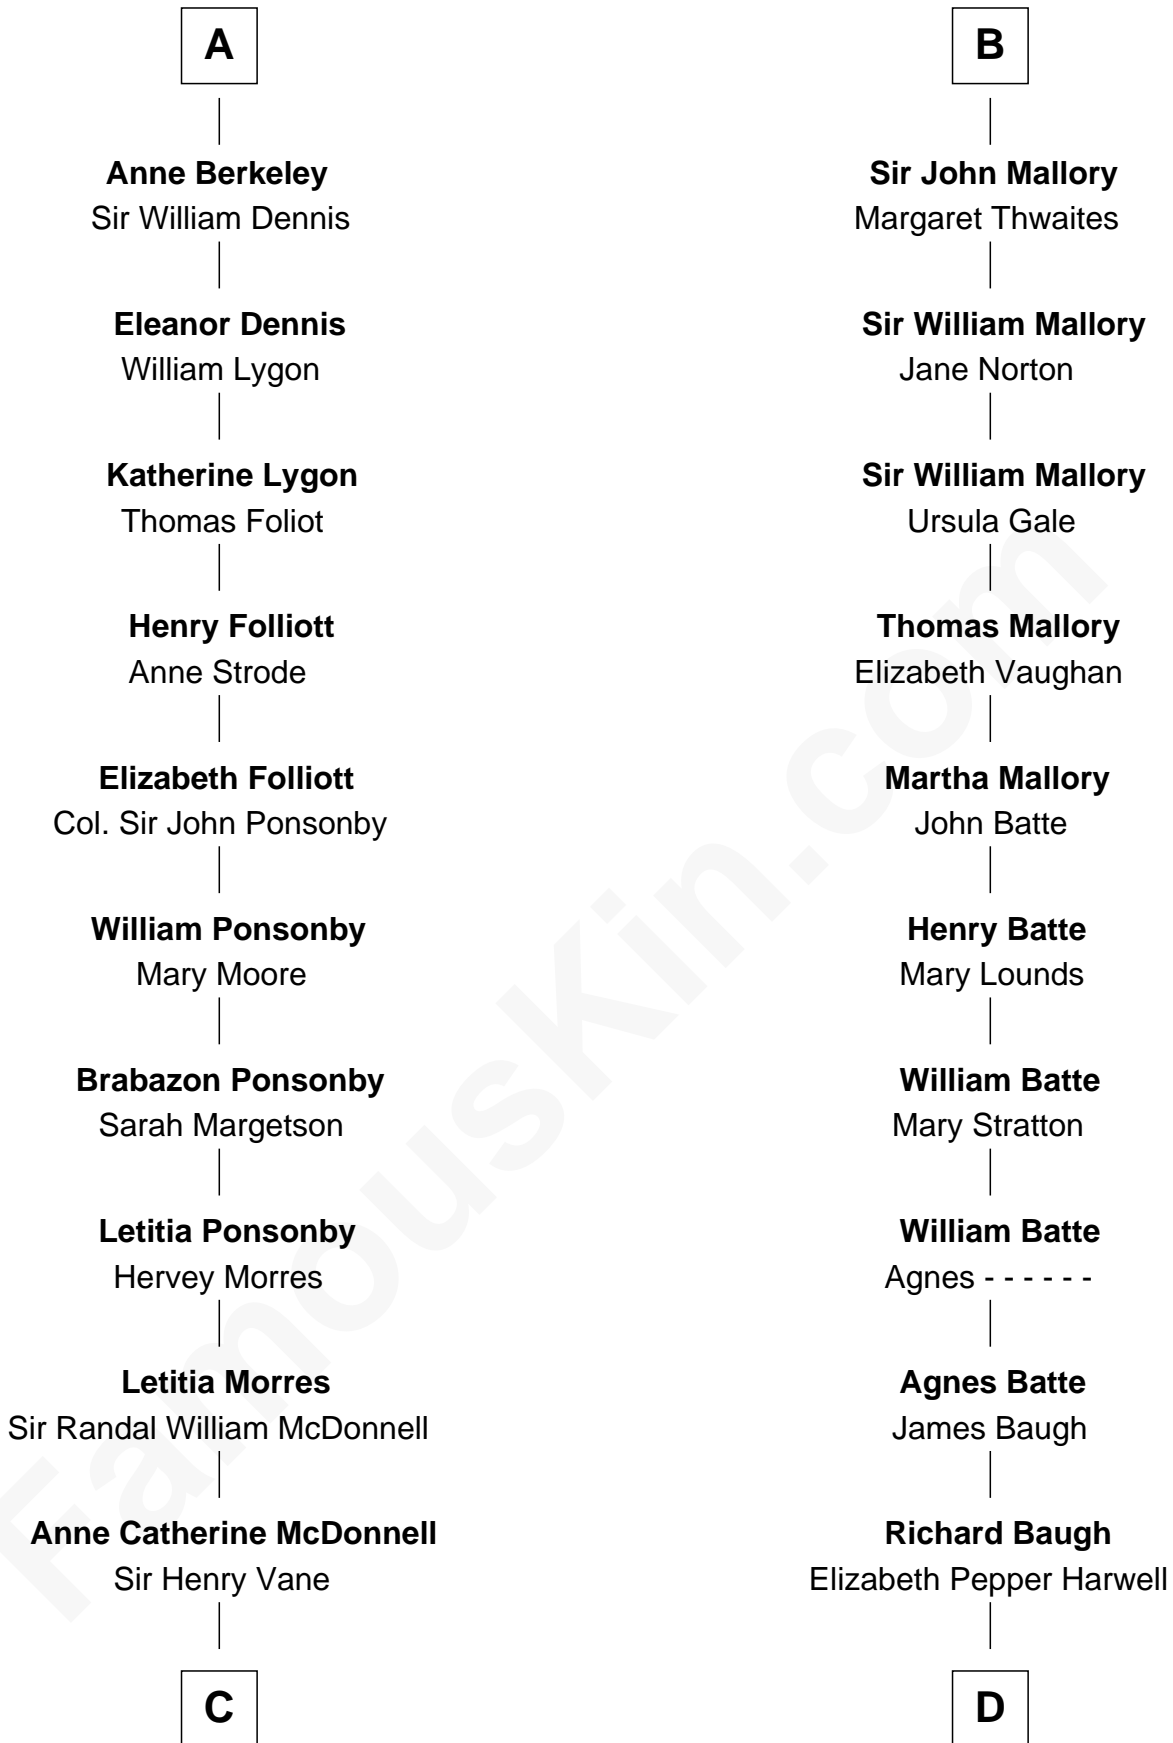 A
Anne Berkeley
Sir William Dennis
Eleanor Dennis
William Lygon
Katherine Lygon
Thomas Foliot
Henry Folliott
Anne Strode
Elizabeth Folliott
Col. Sir John Ponsonby
William Ponsonby
Mary Moore
Brabazon Ponsonby
Sarah Margetson
Letitia Ponsonby
Hervey Morres
Letitia Morres
Sir Randal William McDonnell
Anne Catherine McDonnell
Sir Henry Vane
C
B
Sir John Mallory
Margaret Thwaites
Sir William Mallory
Jane Norton
Sir William Mallory
Ursula Gale
Thomas Mallory
Elizabeth Vaughan
Martha Mallory
John Batte
Henry Batte
Mary Lounds
William Batte
Mary Stratton
William Batte
Agnes - - - - - -
Agnes Batte
James Baugh
Richard Baugh
Elizabeth Pepper Harwell
D
FamousKin.com